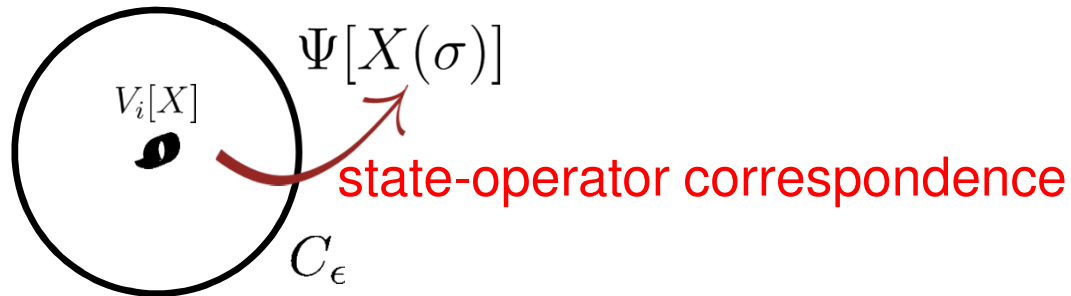 Ψ[X(σ)]
V_i[X]
state-operator correspondence
C_ϵ